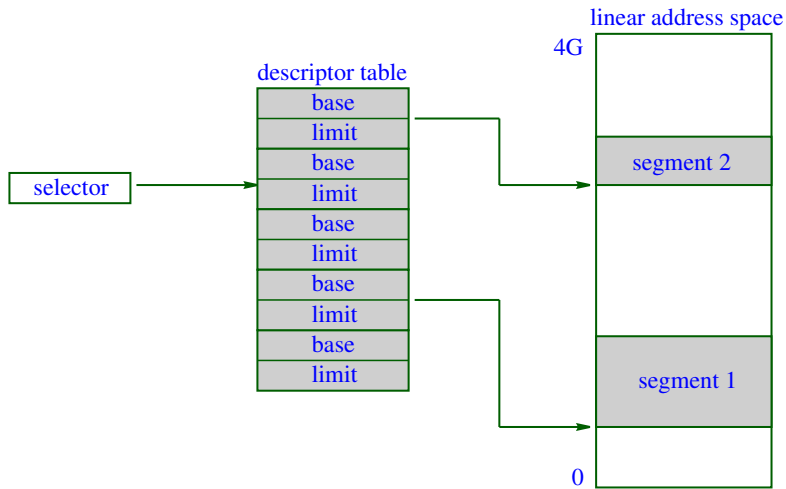 linear address space
4G
descriptor table
base
limit
base
limit
base
limit
base
limit
base
limit
selector
segment 2
segment 1
0